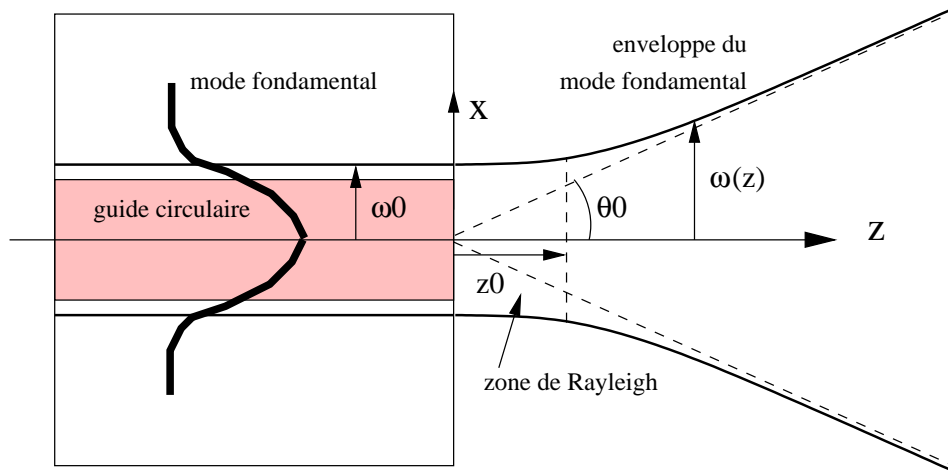 enveloppe du
mode fondamental
mode fondamental
x
ω(z)
guide circulaire
ω0
θ0
z
z0
zone de Rayleigh